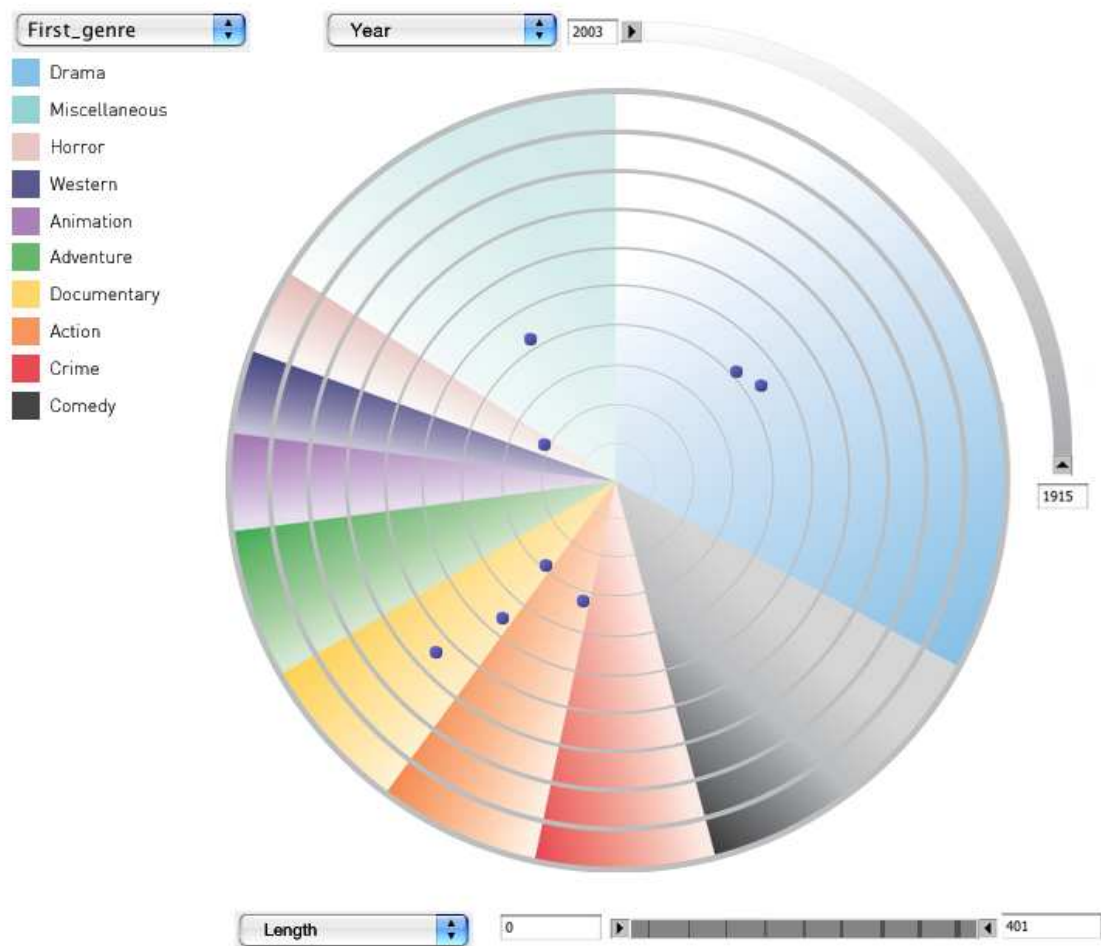 First_genre
Year
2003
Drama
Miscellaneous
Horror
Western
Animation
Adventure
Documentary
Action
Crime
Comedy
1915
Length
0
401